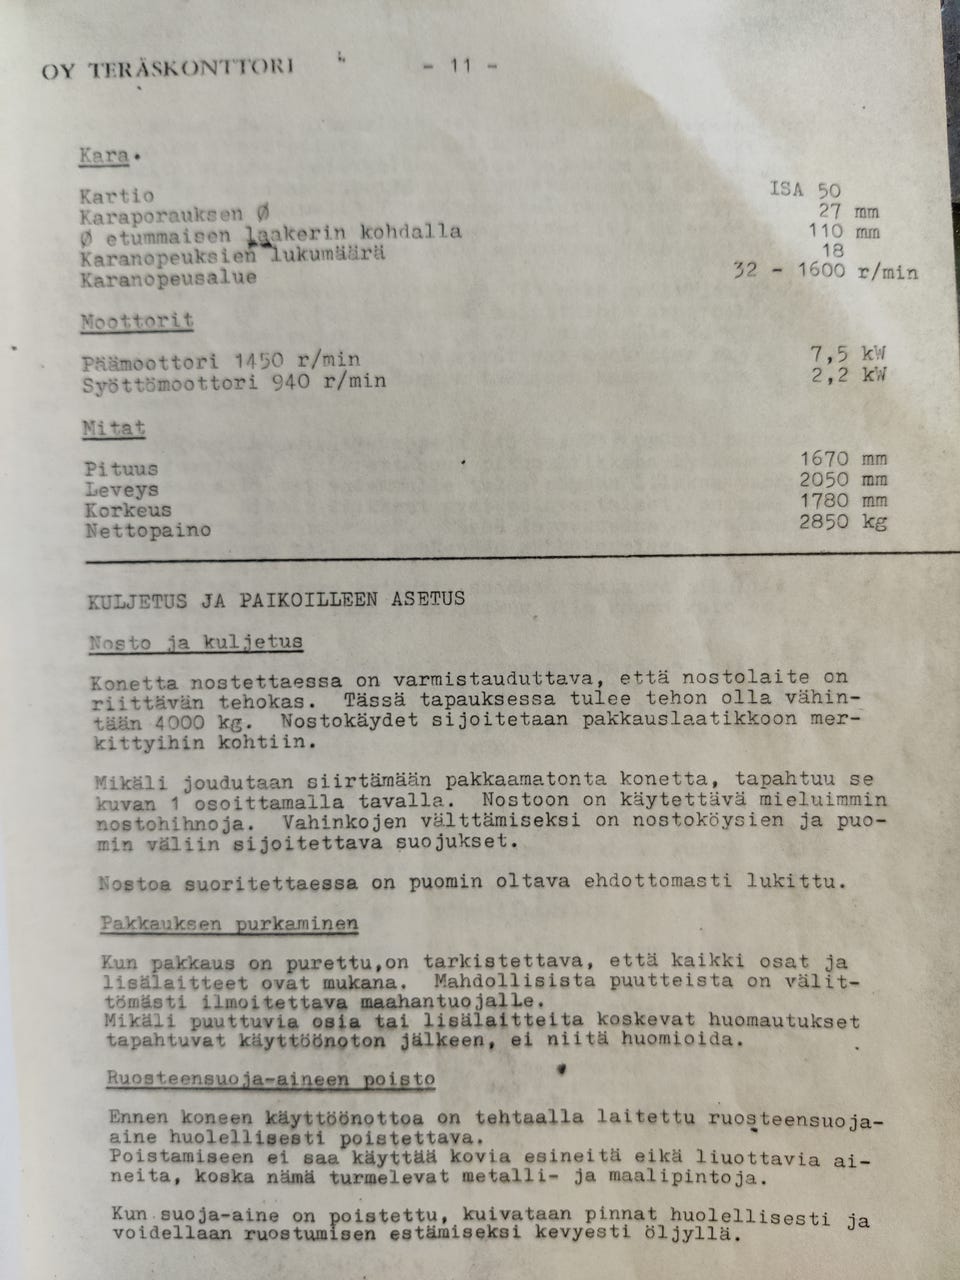 OY TERÄSKONTTORI - 11 -
Kara.
Kartio ISA 50
Karaporauksen Ø 27 mm
Ø etummaisen laakerin kohdalla 110 mm
Karanopeuksien lukumäärä 18
Karanopeusalue 32 - 1600 r/min
Moottorit
Päämoottori 1450 r/min 7,5 kW
Syöttömoottori 940 r/min 2,2 kW
Mitat
Pituus 1670 mm
Leveys 2050 mm
Korkeus 1780 mm
Nettopaino 2850 kg
KULJETUS JA PAIKOILLEEN ASETUS
Nosto ja kuljetus
Konetta nostettaessa on varmistauduttava, että nostolaite on
riittävän tehokas. Tässä tapauksessa tulee tehon olla vähin-
tään 4000 kg. Nostokäydet sijoitetaan pakkauslaatikkoon mer-
kittyihin kohtiin.
Mikäli joudutaan siirtämään pakkaamatonta konetta, tapahtuu se
kuvan 1 osoittamalla tavalla. Nostoon on käytettävä mieluimmin
nostohihnoja. Vahinkojen välttämiseksi on nostoköysien ja puo-
min väliin sijoitettava suojukset.
Nostoa suoritettaessa on puomin oltava ehdottomasti lukittu.
Pakkauksen purkaminen
Kun pakkaus on purettu,on tarkistettava, että kaikki osat ja
lisälaitteet ovat mukana. Mahdollisista puutteista on välit-
tömästi ilmoitettava maahantuojalle.
Mikäli puuttuvia osia tai lisälaitteita koskevat huomautukset
tapahtuvat käyttöönoton jälkeen, ei niitä huomioida.
Ruosteensuoja-aineen poisto
Ennen koneen käyttöönottoa on tehtaalla laitettu ruosteensuoja-
aine huolellisesti poistettava.
Poistamiseen ei saa käyttää kovia esineitä eikä liuottavia ai-
neita, koska nämä turmelevat metalli- ja maalipintoja.
Kun suoja-aine on poistettu, kuivataan pinnat huolellisesti ja
voidellaan ruostumisen estämiseksi kevyesti öljyllä.